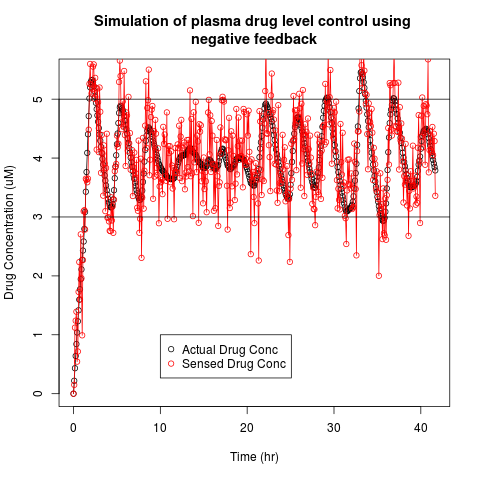 Simulation of plasma drug level control using
negative feedback
Drug Concentration (uM)
5
4
3
2
1
0
Actual Drug Conc
Sensed Drug Conc
0 10 20 30 40
Time (hr)